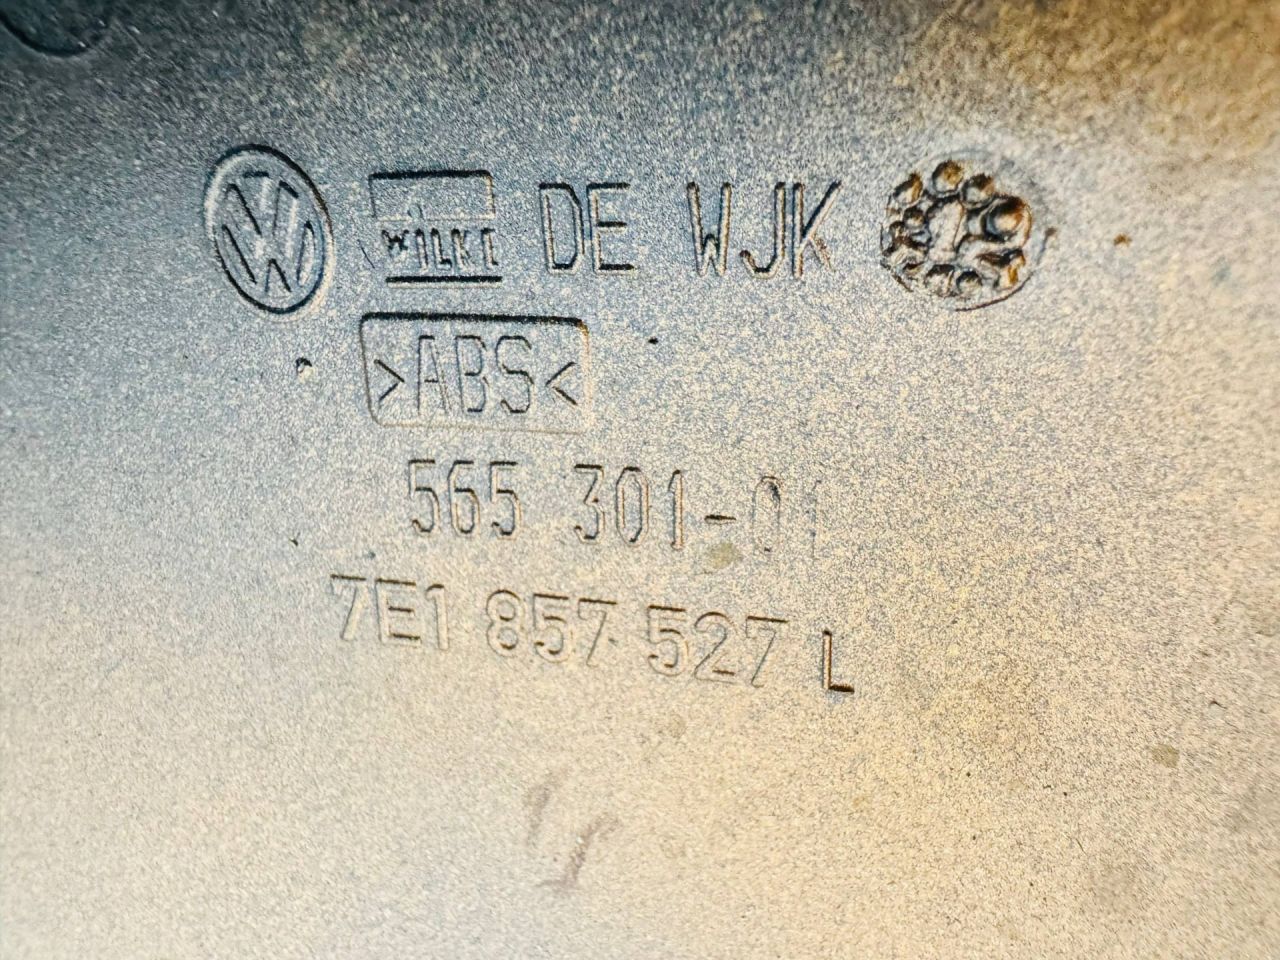 WILKE DE WJK
>ABS<
565 301-01
7E1 857 527 L